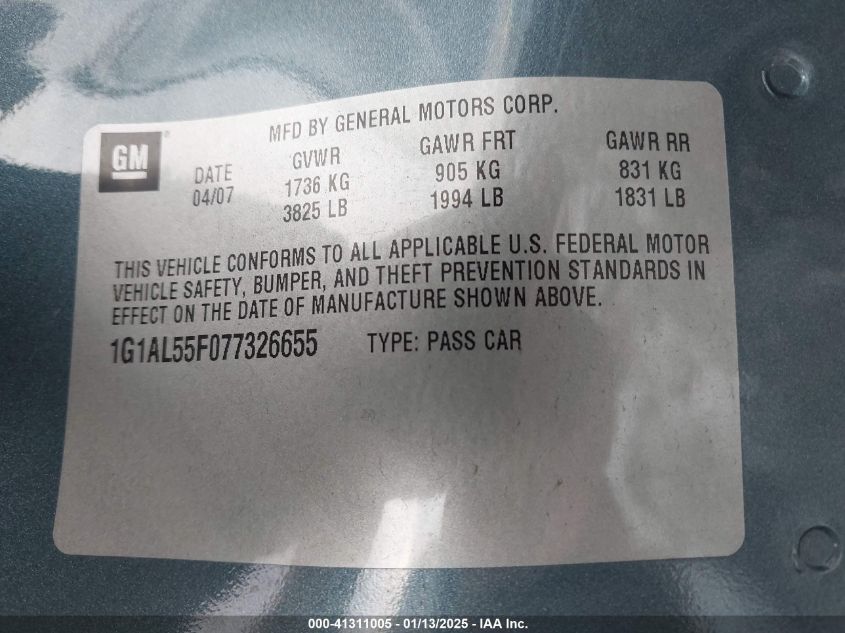 MFD BY GENERAL MOTORS CORP.
GM
DATE GVWR GAWR FRT GAWR RR
04/07 1736 KG 905 KG 831 KG
3825 LB 1994 LB 1831 LB
THIS VEHICLE CONFORMS TO ALL APPLICABLE U.S. FEDERAL MOTOR
VEHICLE SAFETY, BUMPER, AND THEFT PREVENTION STANDARDS IN
EFFECT ON THE DATE OF MANUFACTURE SHOWN ABOVE.
1G1AL55F077326655 TYPE: PASS CAR
000-41311005 - 01/13/2025 - IAA Inc.